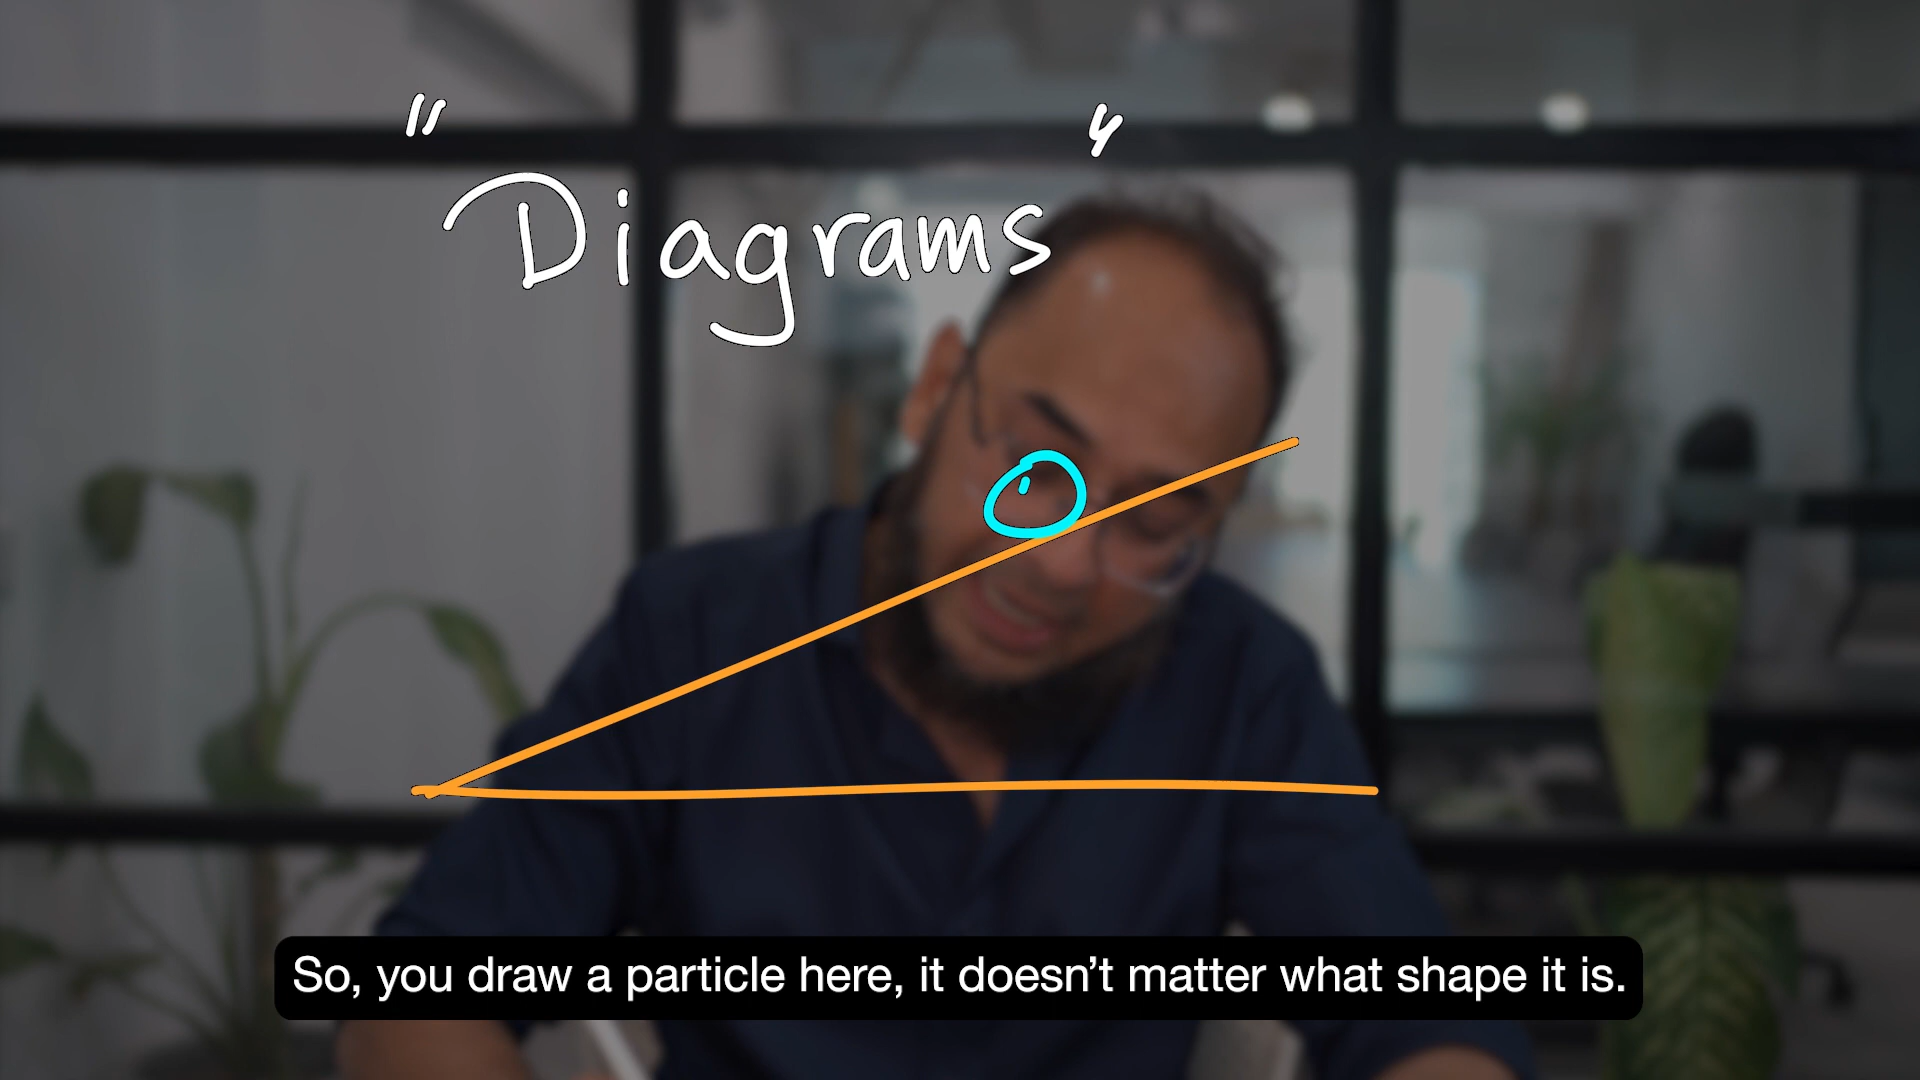 "Diagrams"
So, you draw a particle here, it doesn’t matter what shape it is.